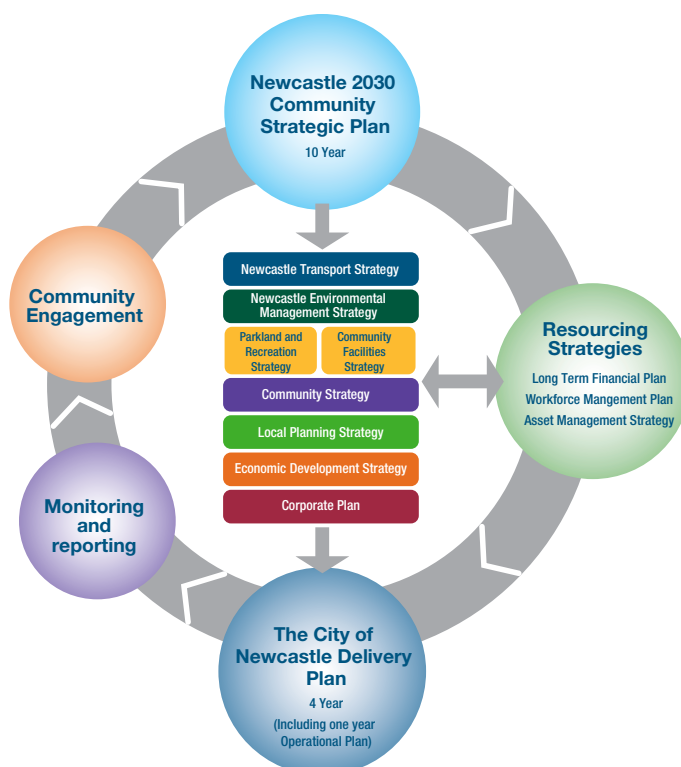 Newcastle 2030
Community
Strategic Plan
10 Year
Newcastle Transport Strategy
Newcastle Environmental
Management Strategy
Parkland and
Recreation
Strategy
Community
Facilities
Strategy
Community Strategy
Local Planning Strategy
Economic Development Strategy
Corporate Plan
Community
Engagement
Resourcing
Strategies
Long Term Financial Plan
Workforce Mengement Plan
Asset Management Strategy
Monitoring
and
reporting
The City of
Newcastle Delivery
Plan
4 Year
(Including one year
Operational Plan)